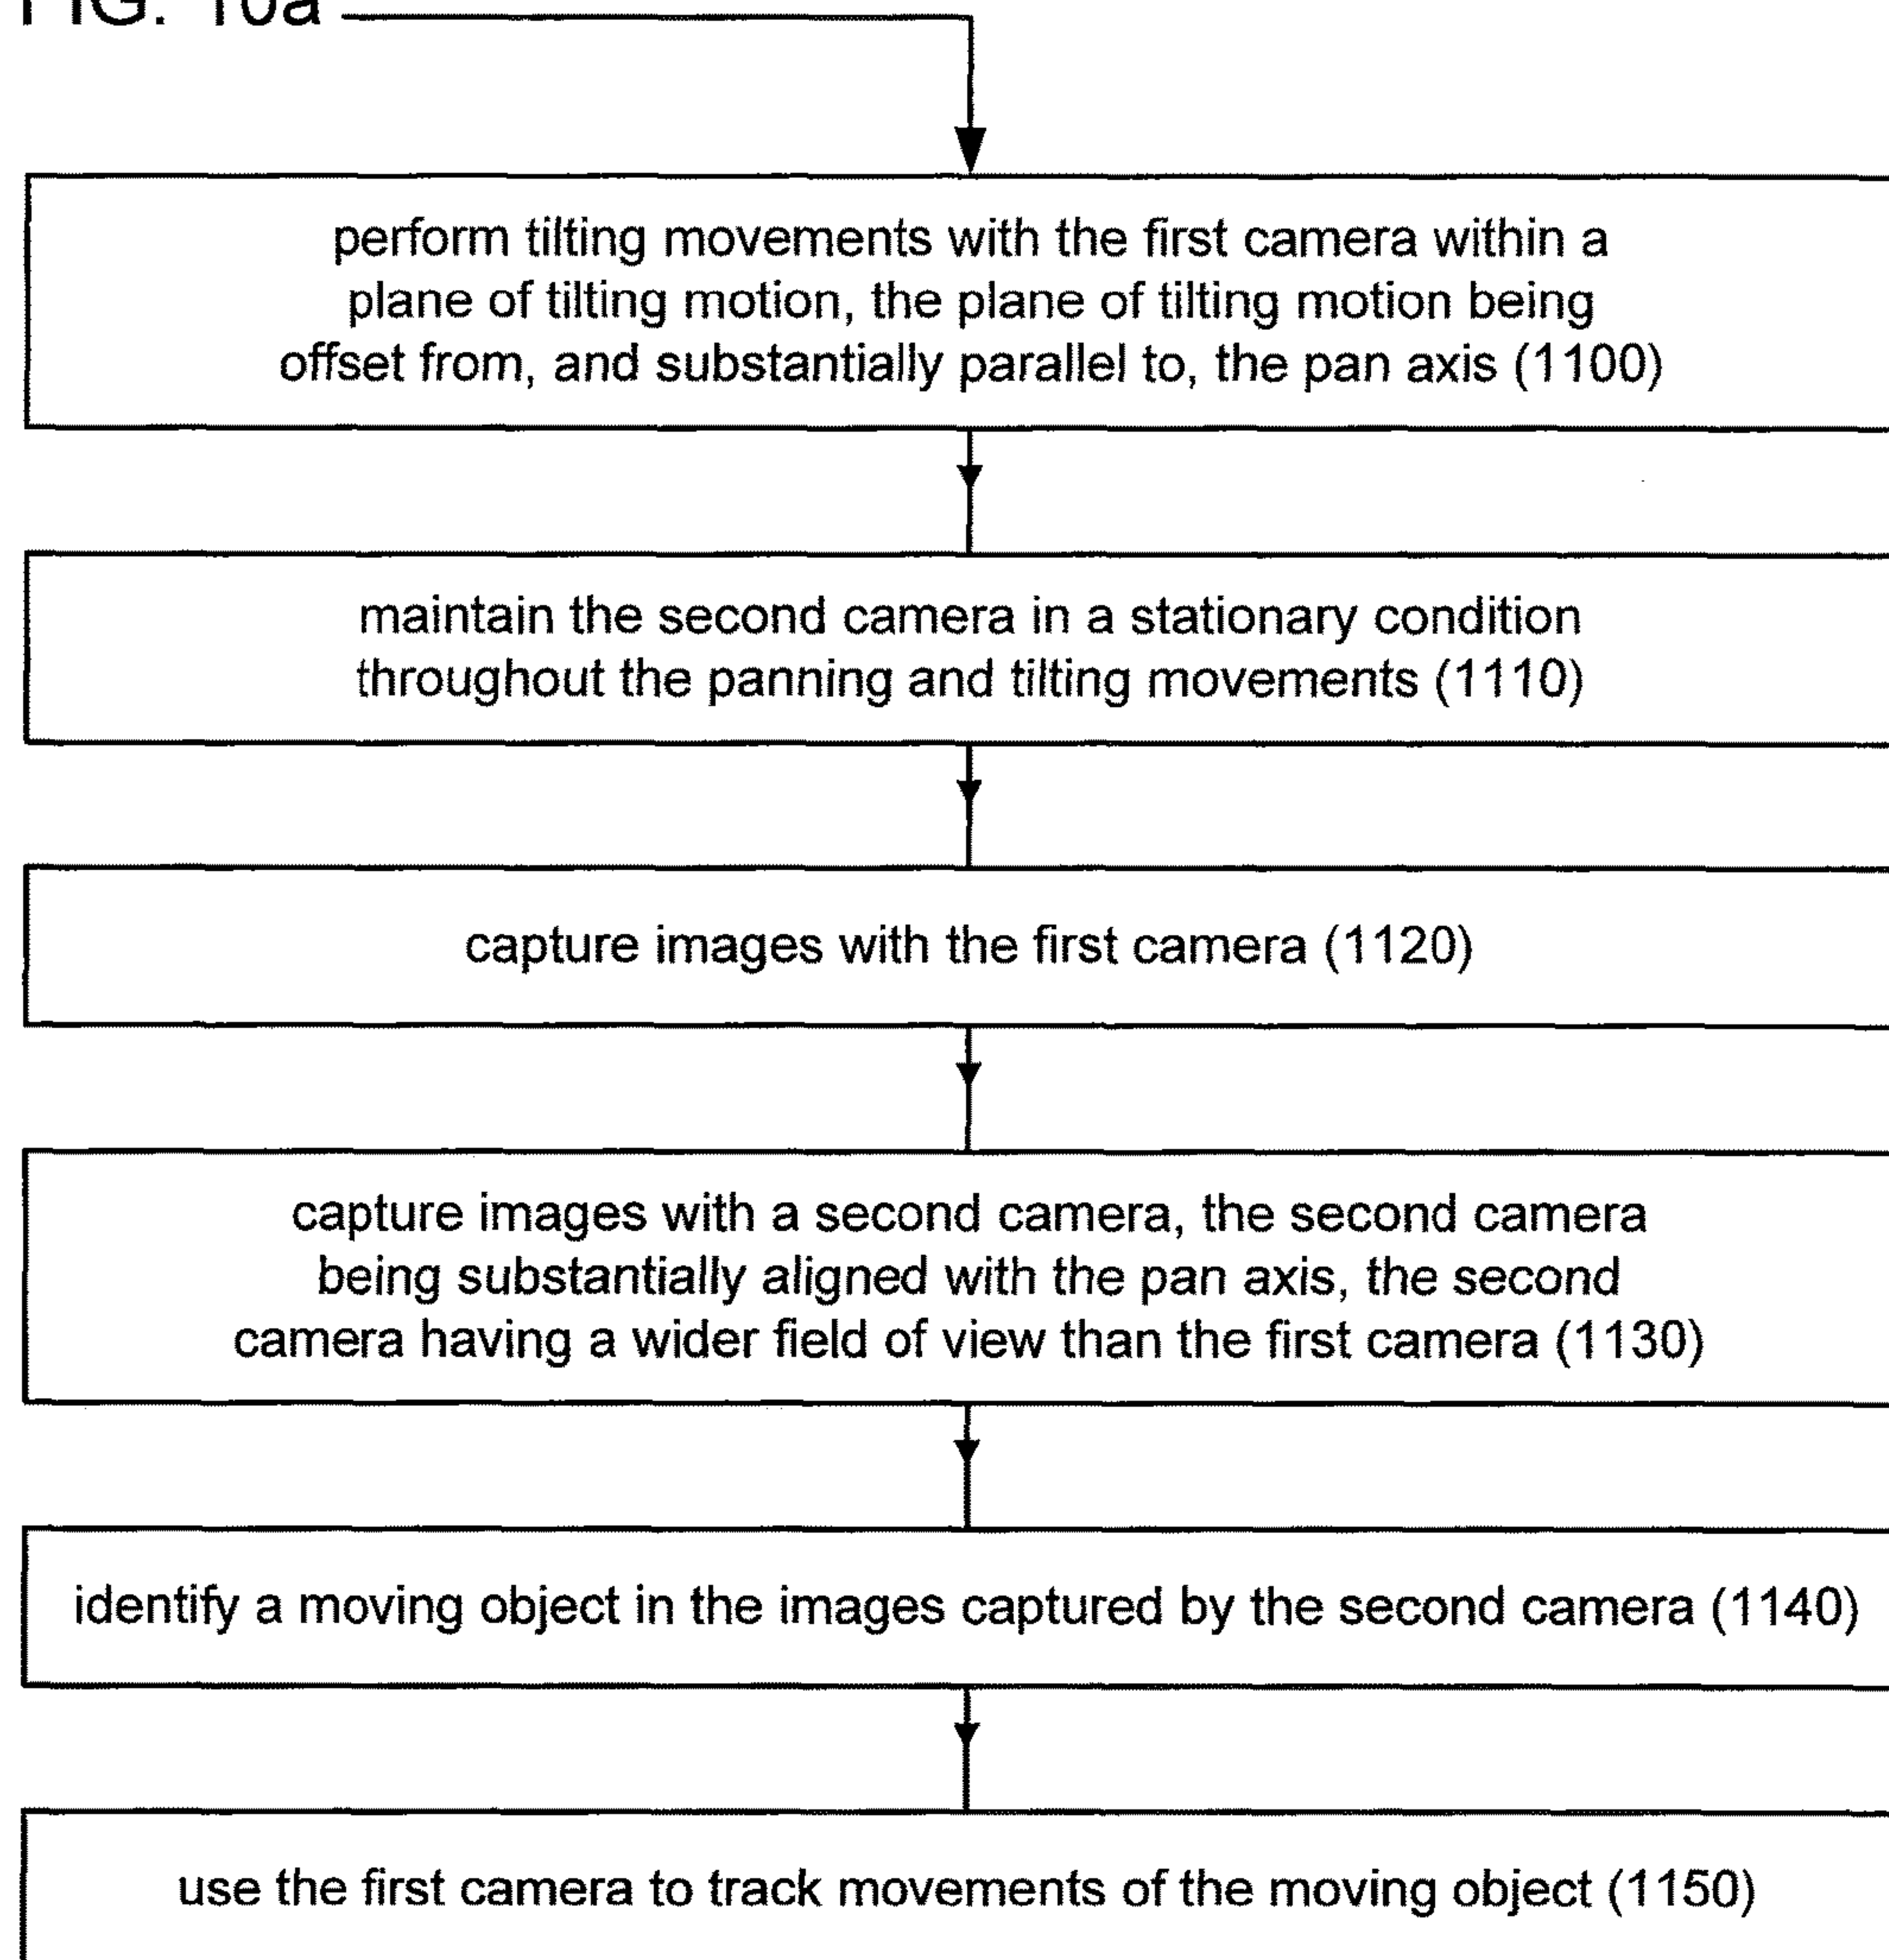 FIG. 10a
perform tilting movements with the first camera within a
plane of tilting motion, the plane of tilting motion being
offset from, and substantially parallel to, the pan axis (1100)
maintain the second camera in a stationary condition
throughout the panning and tilting movements (1110)
capture images with the first camera (1120)
capture images with a second camera, the second camera
being substantially aligned with the pan axis, the second
camera having a wider field of view than the first camera (1130)
identify a moving object in the images captured by the second camera (1140)
use the first camera to track movements of the moving object (1150)